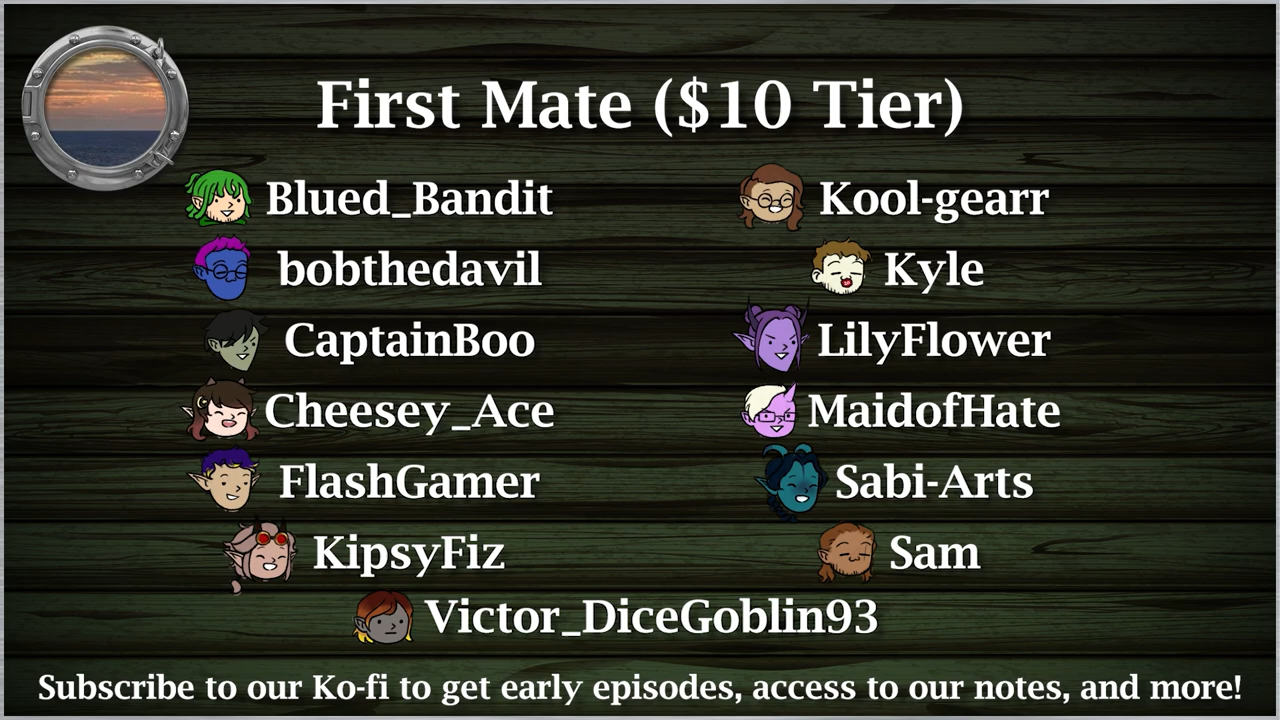 First Mate ($10 Tier)
Blued_Bandit
Kool-gearr
bobthedavil
Kyle
CaptainBoo
LilyFlower
Cheesey_Ace
MaidofHate
FlashGamer
Sabi-Arts
KipsyFiz
Sam
Victor_DiceGoblin93
Subscribe to our Ko-fi to get early episodes, access to our notes, and more!